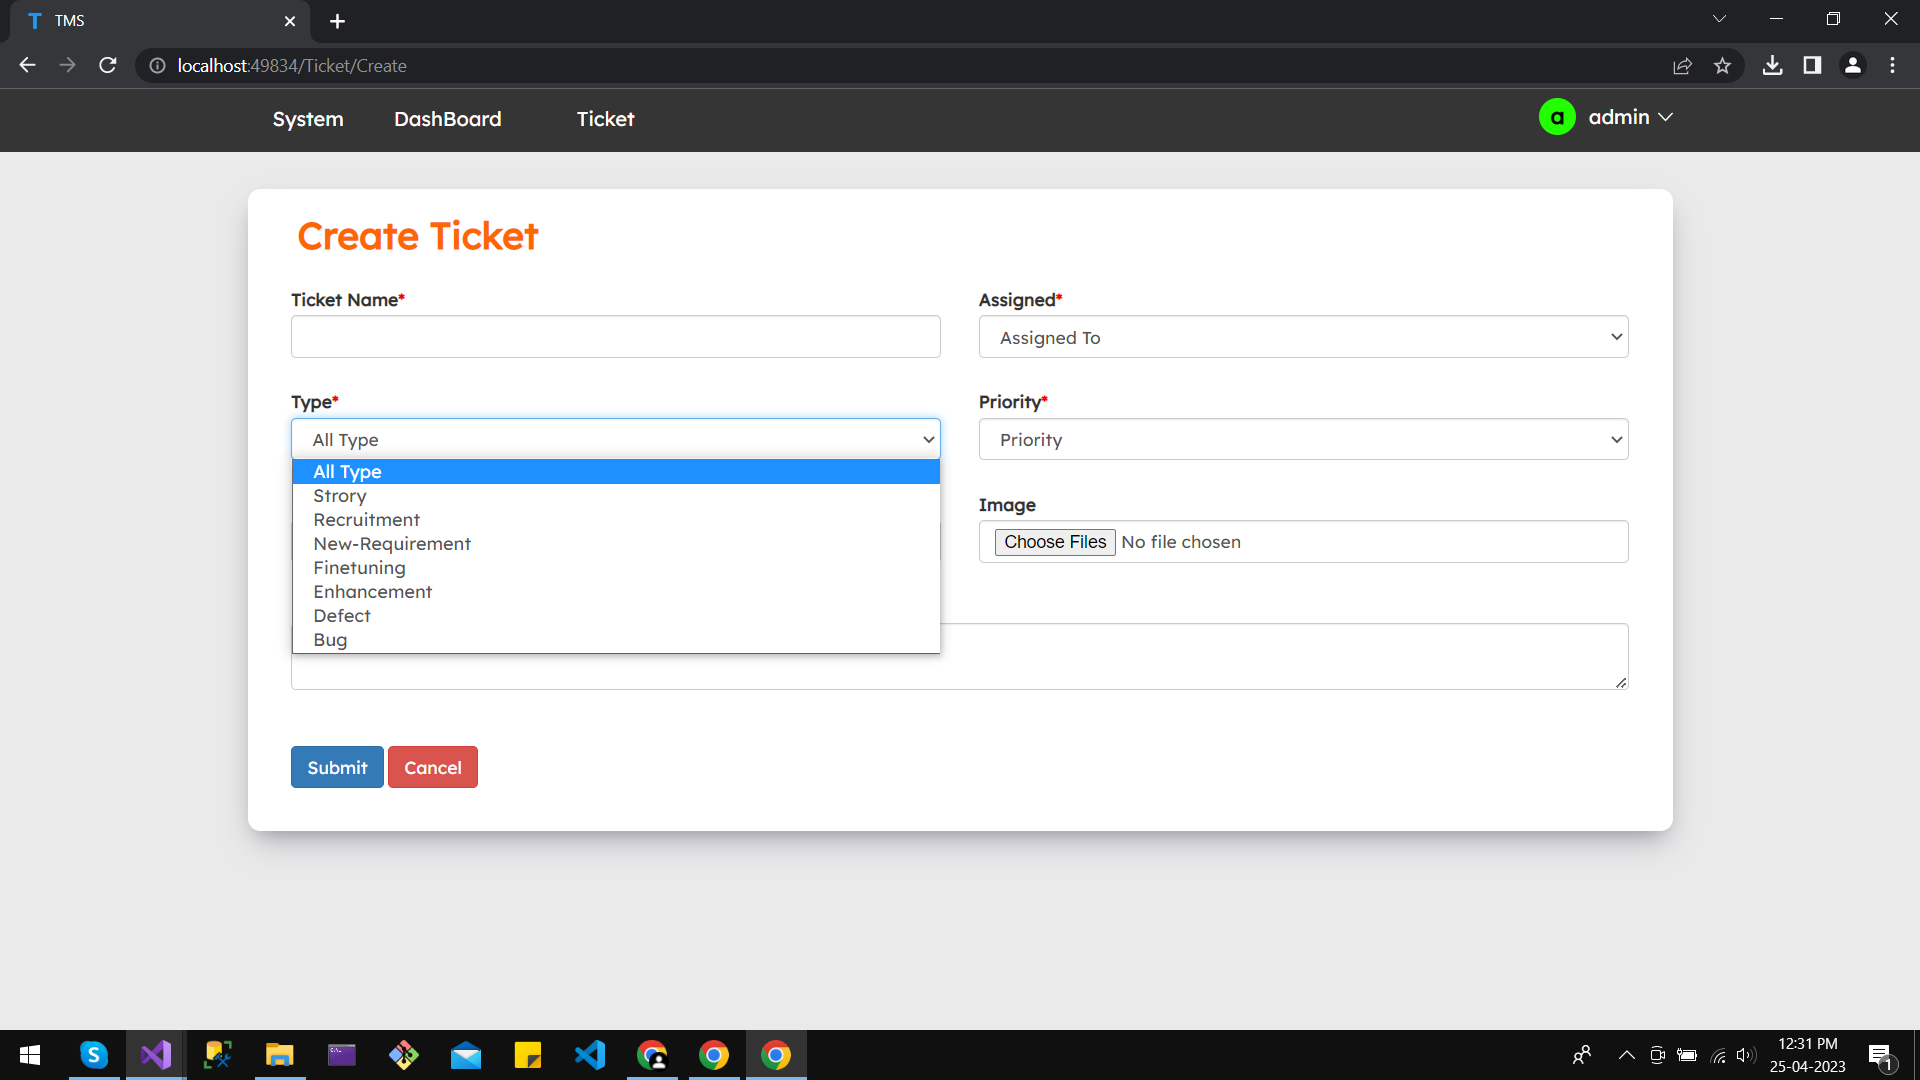 TMS
localhost:49834/Ticket/Create
System DashBoard Ticket
a admin
Create Ticket
Ticket Name*
Assigned*
Assigned To
Type*
All Type
Priority*
Priority
All Type
Strory
Recruitment
New-Requirement
Finetuning
Enhancement
Defect
Bug
Image
Choose Files No file chosen
Submit Cancel
12:31 PM
25-04-2023
1